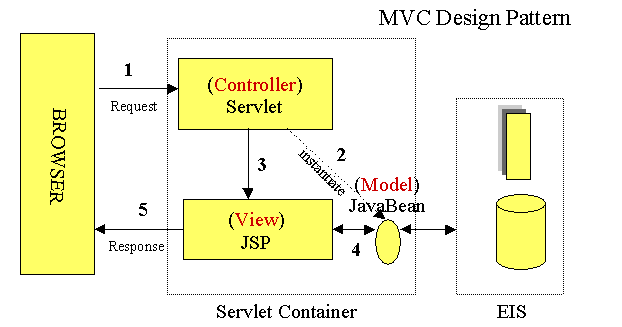 MVC Design Pattern
BROWSER
1
Request
(Controller)
Servlet
2
instantiate
3
(Model)
JavaBean
(View)
JSP
4
5
Response
Servlet Container
EIS